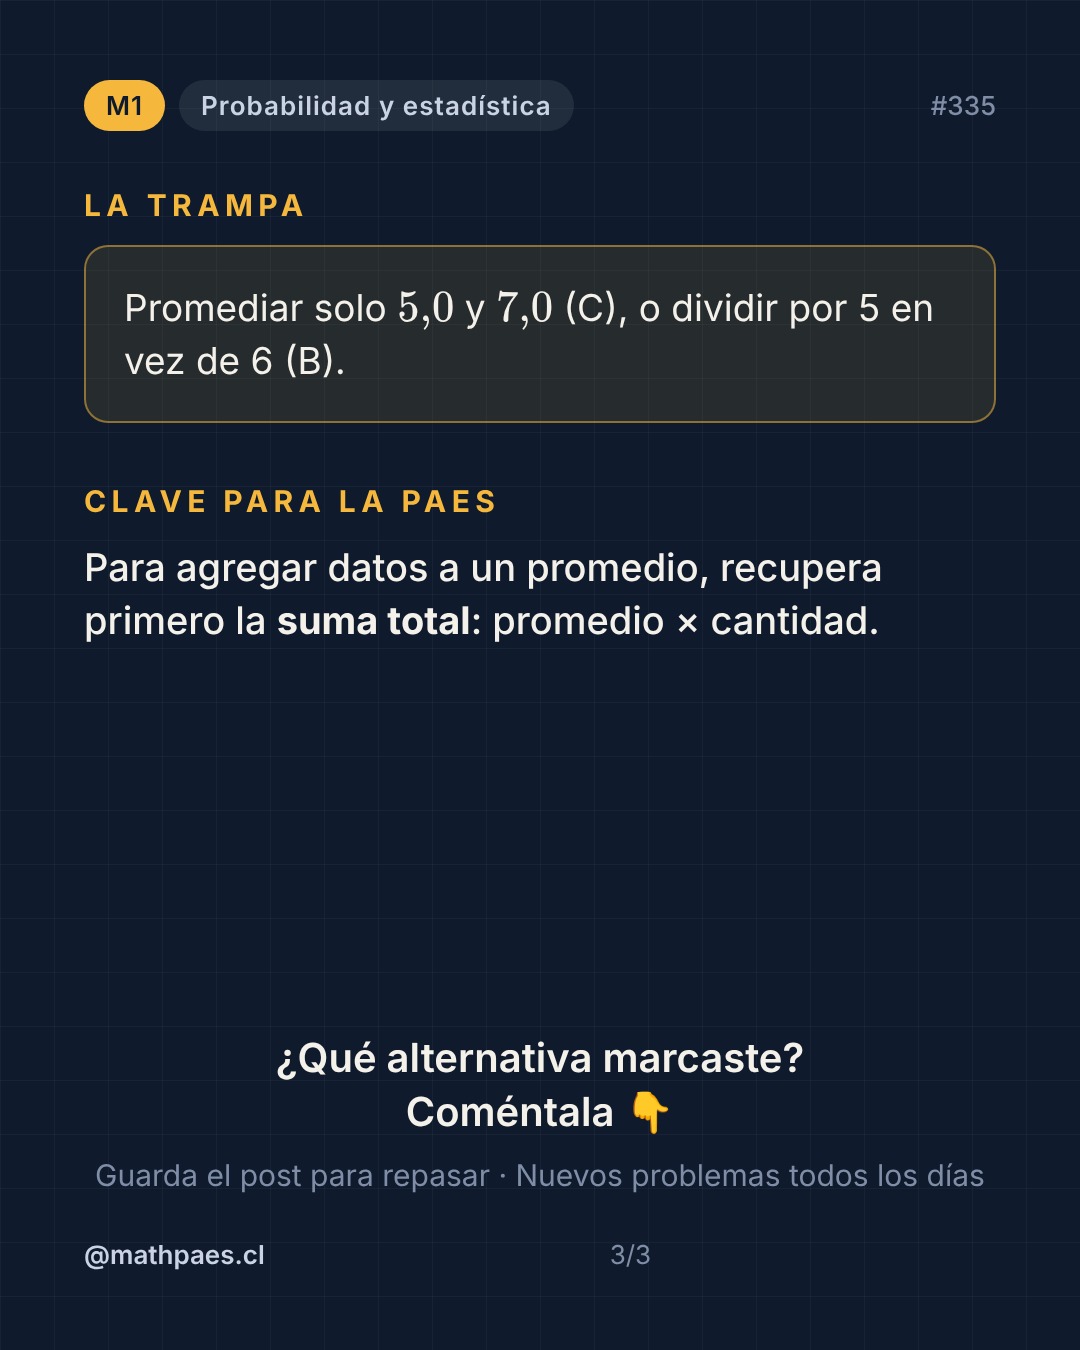 M1 Probabilidad y estadística #335
LA TRAMPA
Promediar solo 5,0 y 7,0 (C), o dividir por 5 en
vez de 6 (B).
CLAVE PARA LA PAES
Para agregar datos a un promedio, recupera
primero la suma total: promedio × cantidad.
¿Qué alternativa marcaste?
Coméntala 👇
Guarda el post para repasar · Nuevos problemas todos los días
@mathpaes.cl 3/3